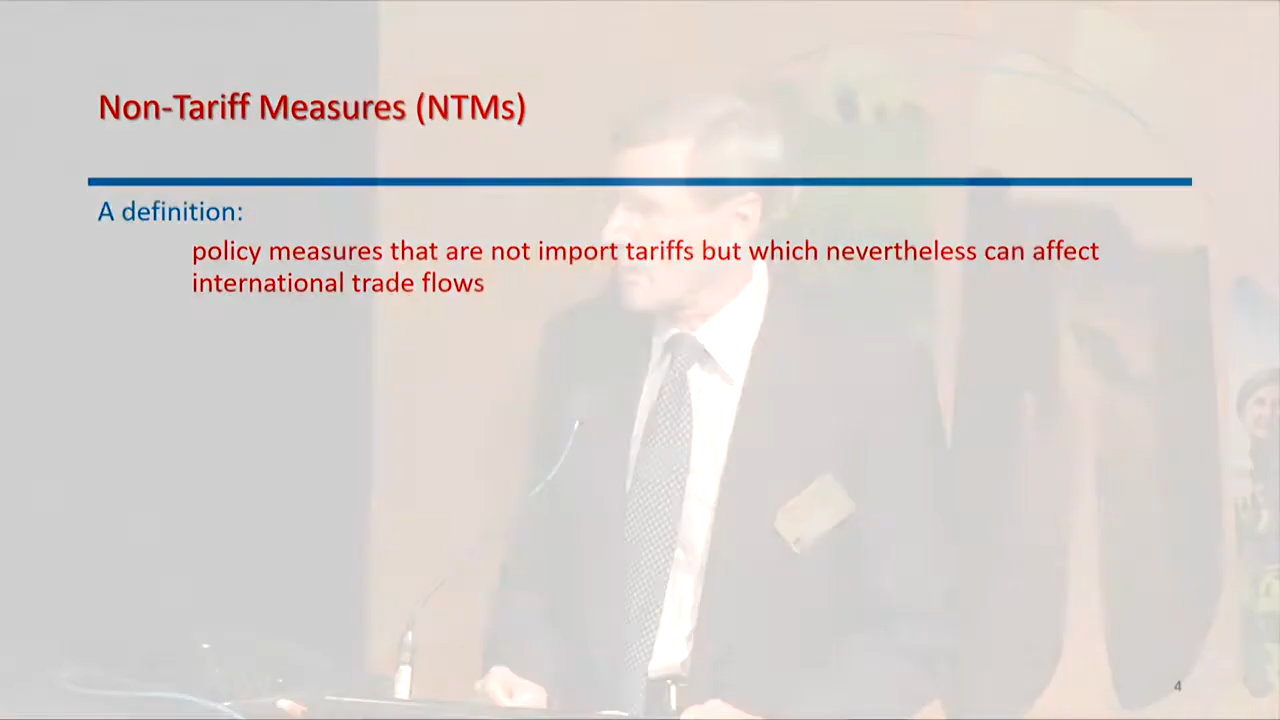 Non-Tariff Measures (NTMs)
A definition:
policy measures that are not import tariffs but which nevertheless can affect
international trade flows
4